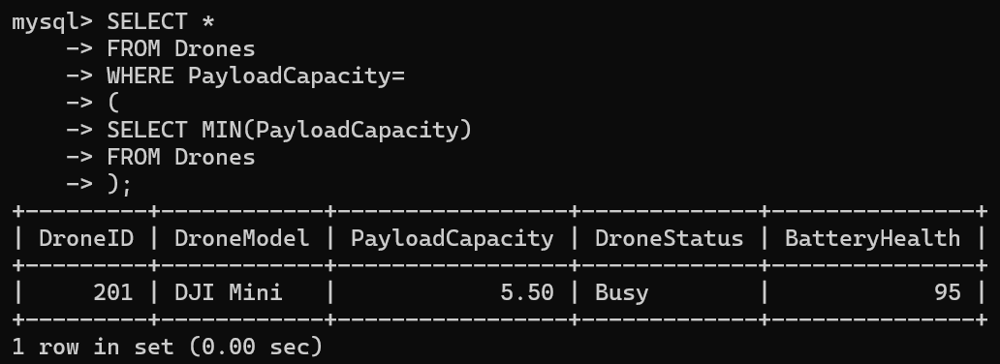 mysql> SELECT *
    -> FROM Drones
    -> WHERE PayloadCapacity=
    -> (
    -> SELECT MIN(PayloadCapacity)
    -> FROM Drones
    -> );
+---------+------------+-----------------+-------------+---------------+
| DroneID | DroneModel | PayloadCapacity | DroneStatus | BatteryHealth |
+---------+------------+-----------------+-------------+---------------+
|     201 | DJI Mini   |            5.50 | Busy        |            95 |
+---------+------------+-----------------+-------------+---------------+
1 row in set (0.00 sec)